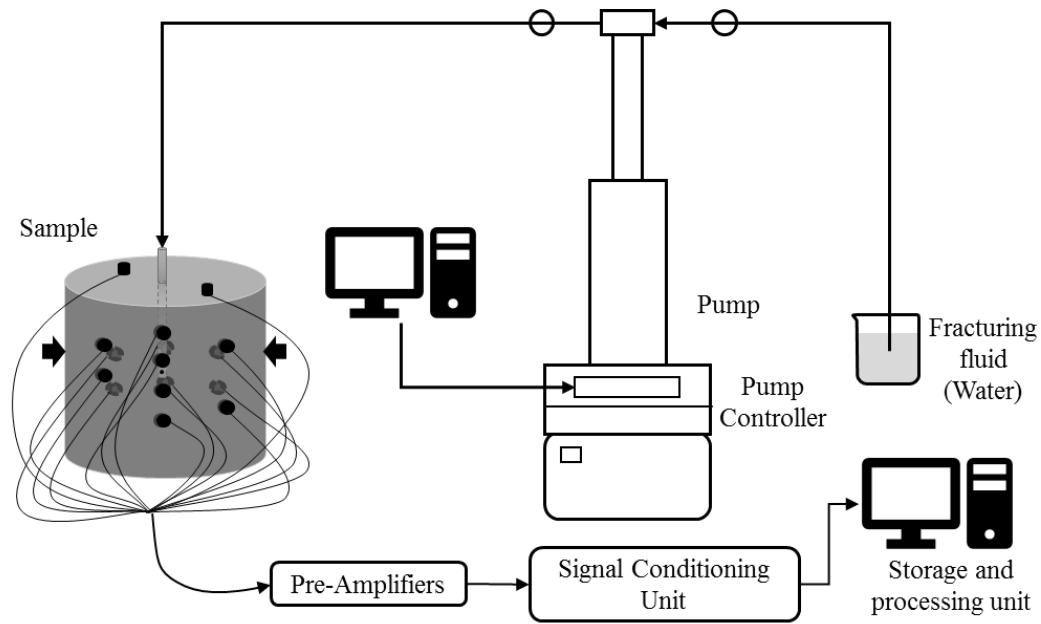 Sample
Pump
Fracturing
fluid
(Water)
Pump
Controller
Pre-Amplifiers
Signal Conditioning
Unit
Storage and
processing unit